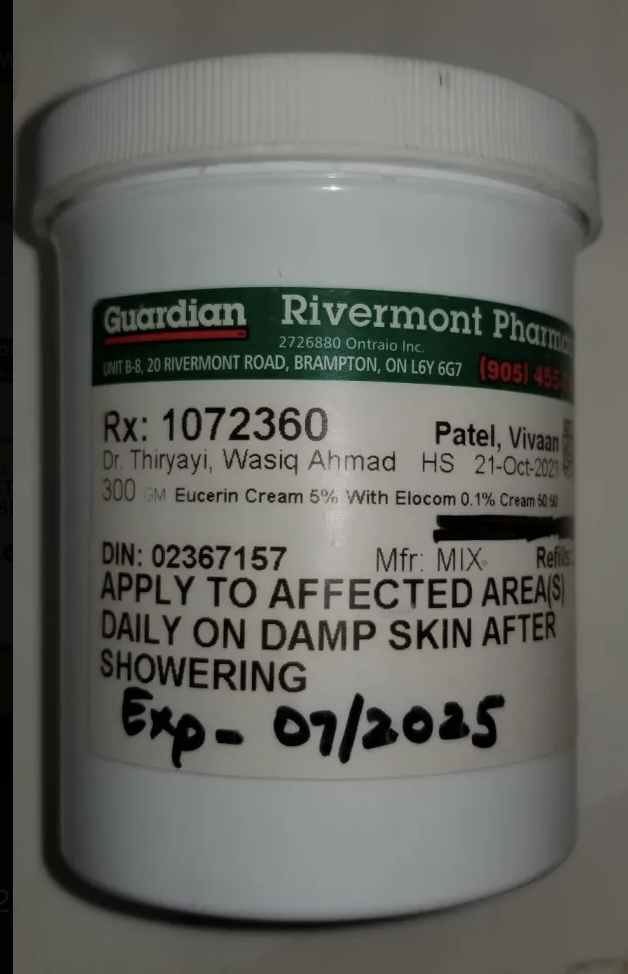 Guardian Rivermont Pharma
2726880 Ontraio Inc.
UNIT B-8, 20 RIVERMONT ROAD, BRAMPTON, ON L6Y 6G7 (905) 455
Rx: 1072360 Patel, Vivaan
Dr. Thiryayi, Wasiq Ahmad HS 21-Oct-202
300 GM Eucerin Cream 5% With Elocom 0.1% Cream 50:50
DIN: 02367157 Mfr: MIX Refills:
APPLY TO AFFECTED AREA(S)
DAILY ON DAMP SKIN AFTER
SHOWERING
Exp- 07/2025